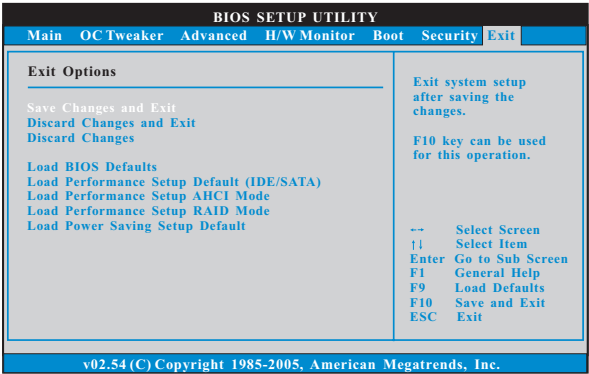 BIOS SETUP UTILITY
Main OC Tweaker Advanced H/W Monitor Boot Security Exit
Exit Options
Save Changes and Exit
Discard Changes and Exit
Discard Changes
Load BIOS Defaults
Load Performance Setup Default (IDE/SATA)
Load Performance Setup AHCI Mode
Load Performance Setup RAID Mode
Load Power Saving Setup Default
Exit system setup
after saving the
changes.
F10 key can be used
for this operation.
←→ Select Screen
↑↓ Select Item
Enter Go to Sub Screen
F1 General Help
F9 Load Defaults
F10 Save and Exit
ESC Exit
v02.54 (C) Copyright 1985-2005, American Megatrends, Inc.